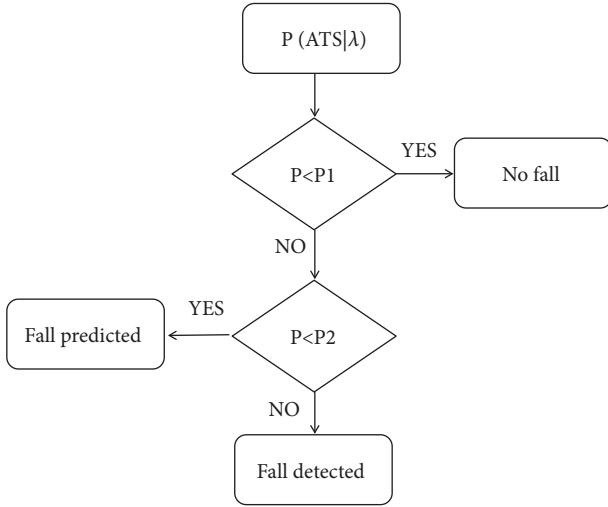 P (ATS|λ)
P<P1
YES
No fall
NO
P<P2
YES
Fall predicted
NO
Fall detected